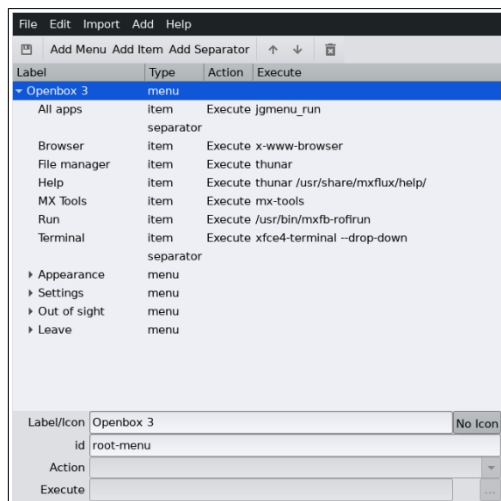 File Edit Import Add Help
Add Menu Add Item Add Separator
Label Type Action Execute
Openbox 3 menu
All apps item Execute jgmenu_run
separator
Browser item Execute x-www-browser
File manager item Execute thunar
Help item Execute thunar /usr/share/mxflux/help/
MX Tools item Execute mx-tools
Run item Execute /usr/bin/mxfb-rofirun
Terminal item Execute xfce4-terminal --drop-down
separator
Appearance menu
Settings menu
Out of sight menu
Leave menu
Label/Icon Openbox 3 No Icon
id root-menu
Action
Execute ...